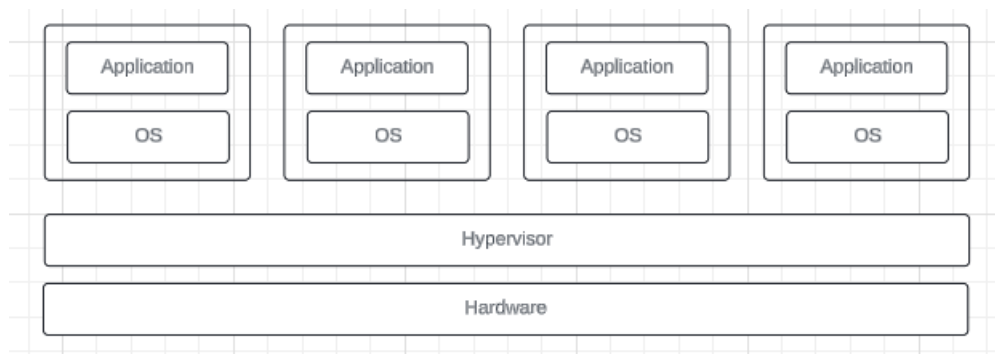 Application
Application
Application
Application
OS
OS
OS
OS
Hypervisor
Hardware